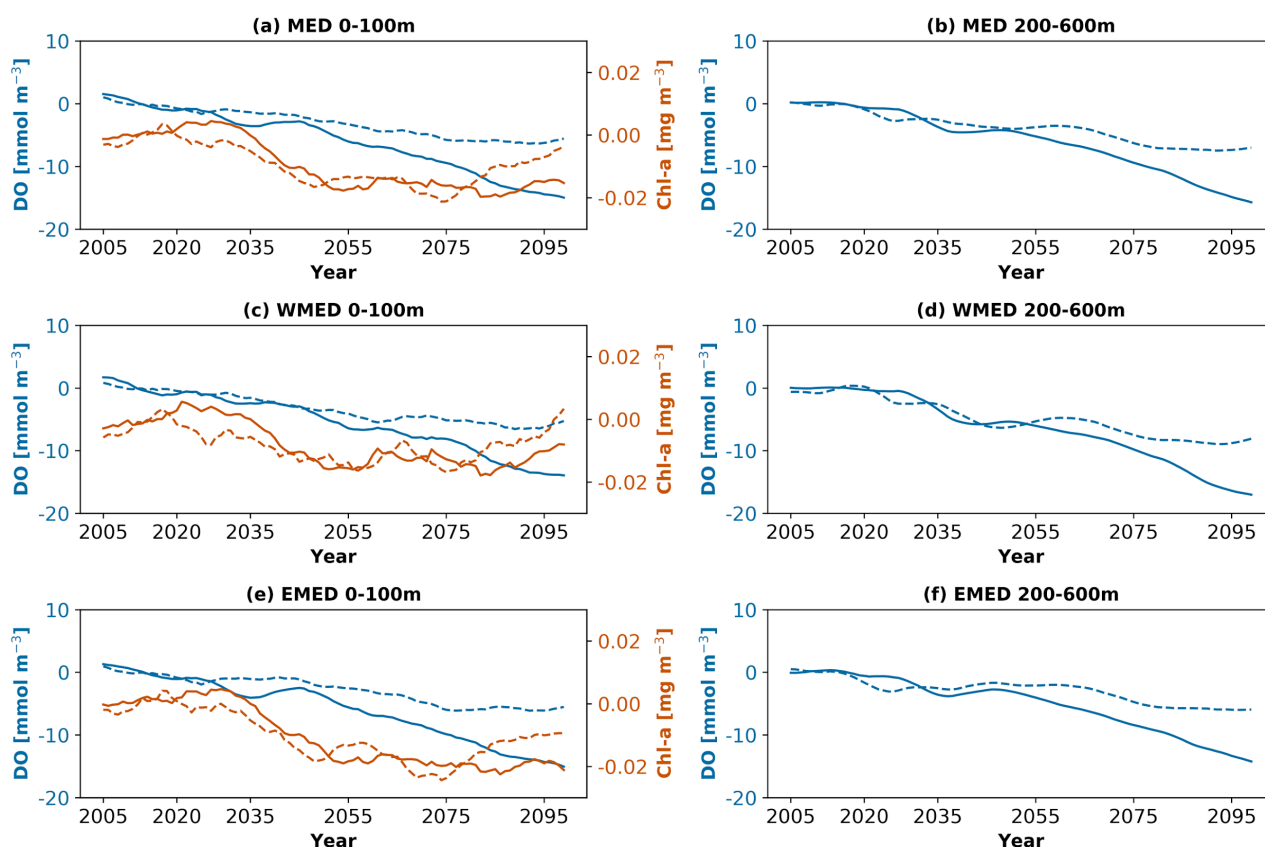 (a) MED 0-100m
10
0
-10
-20
DO [mmol m⁻³]
0.02
0.00
-0.02
Chl-a [mg m⁻³]
2005 2020 2035 2055 2075 2095
Year
(b) MED 200-600m
10
0
-10
-20
DO [mmol m⁻³]
2005 2020 2035 2055 2075 2095
Year
(c) WMED 0-100m
10
0
-10
-20
DO [mmol m⁻³]
0.02
0.00
-0.02
Chl-a [mg m⁻³]
2005 2020 2035 2055 2075 2095
Year
(d) WMED 200-600m
10
0
-10
-20
DO [mmol m⁻³]
2005 2020 2035 2055 2075 2095
Year
(e) EMED 0-100m
10
0
-10
-20
DO [mmol m⁻³]
0.02
0.00
-0.02
Chl-a [mg m⁻³]
2005 2020 2035 2055 2075 2095
Year
(f) EMED 200-600m
10
0
-10
-20
DO [mmol m⁻³]
2005 2020 2035 2055 2075 2095
Year